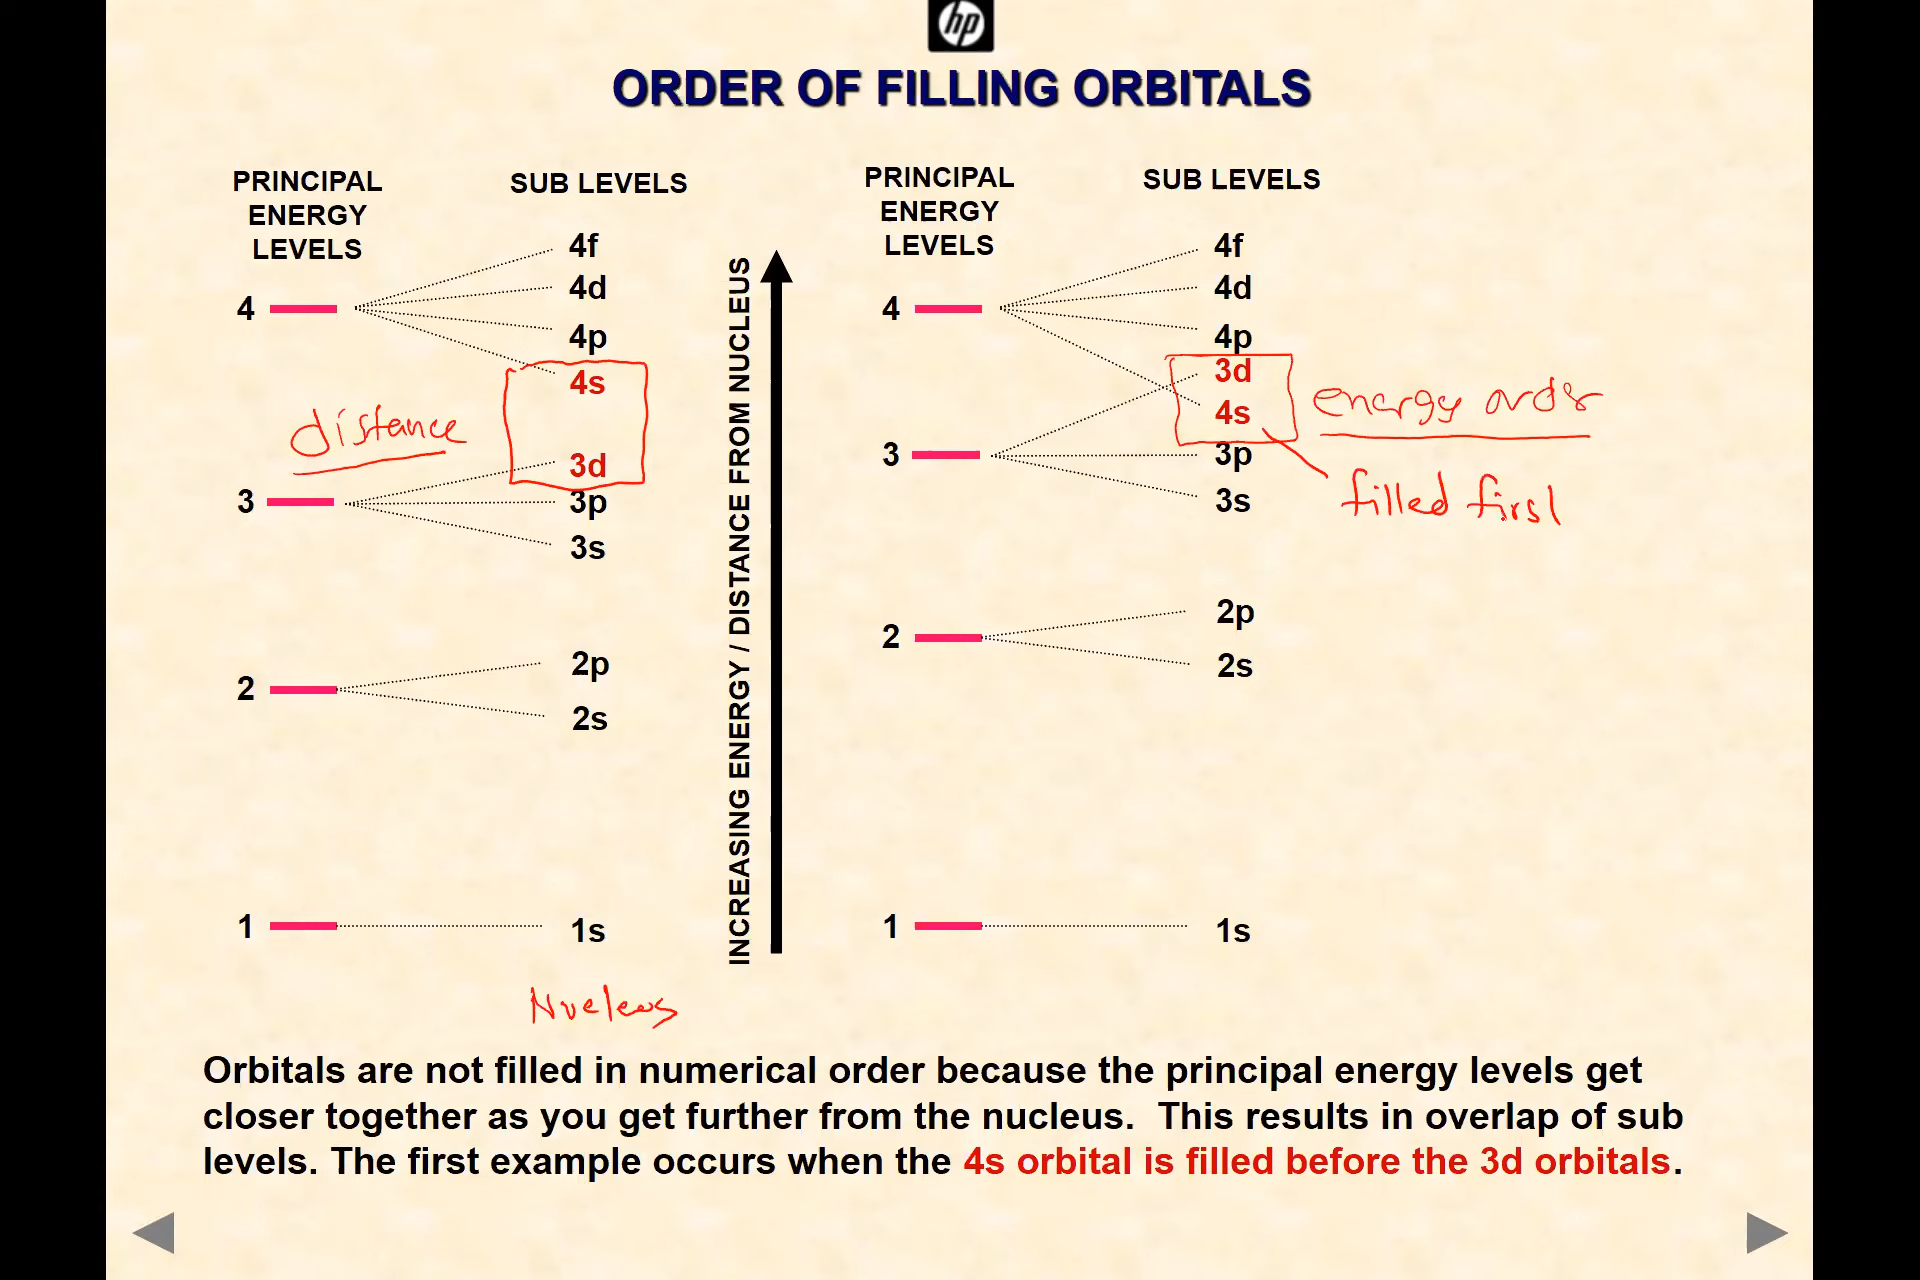 hp
ORDER OF FILLING ORBITALS
PRINCIPAL
ENERGY
LEVELS
SUB LEVELS
4f
4d
4p
4s
3d
3p
3s
2p
2s
1s
4
3
2
1
distance
Nucleus
INCREASING ENERGY / DISTANCE FROM NUCLEUS
PRINCIPAL
ENERGY
LEVELS
SUB LEVELS
4f
4d
4p
3d
4s
3p
3s
2p
2s
1s
4
3
2
1
energy order
filled first
Orbitals are not filled in numerical order because the principal energy levels get
closer together as you get further from the nucleus. This results in overlap of sub
levels. The first example occurs when the 4s orbital is filled before the 3d orbitals.